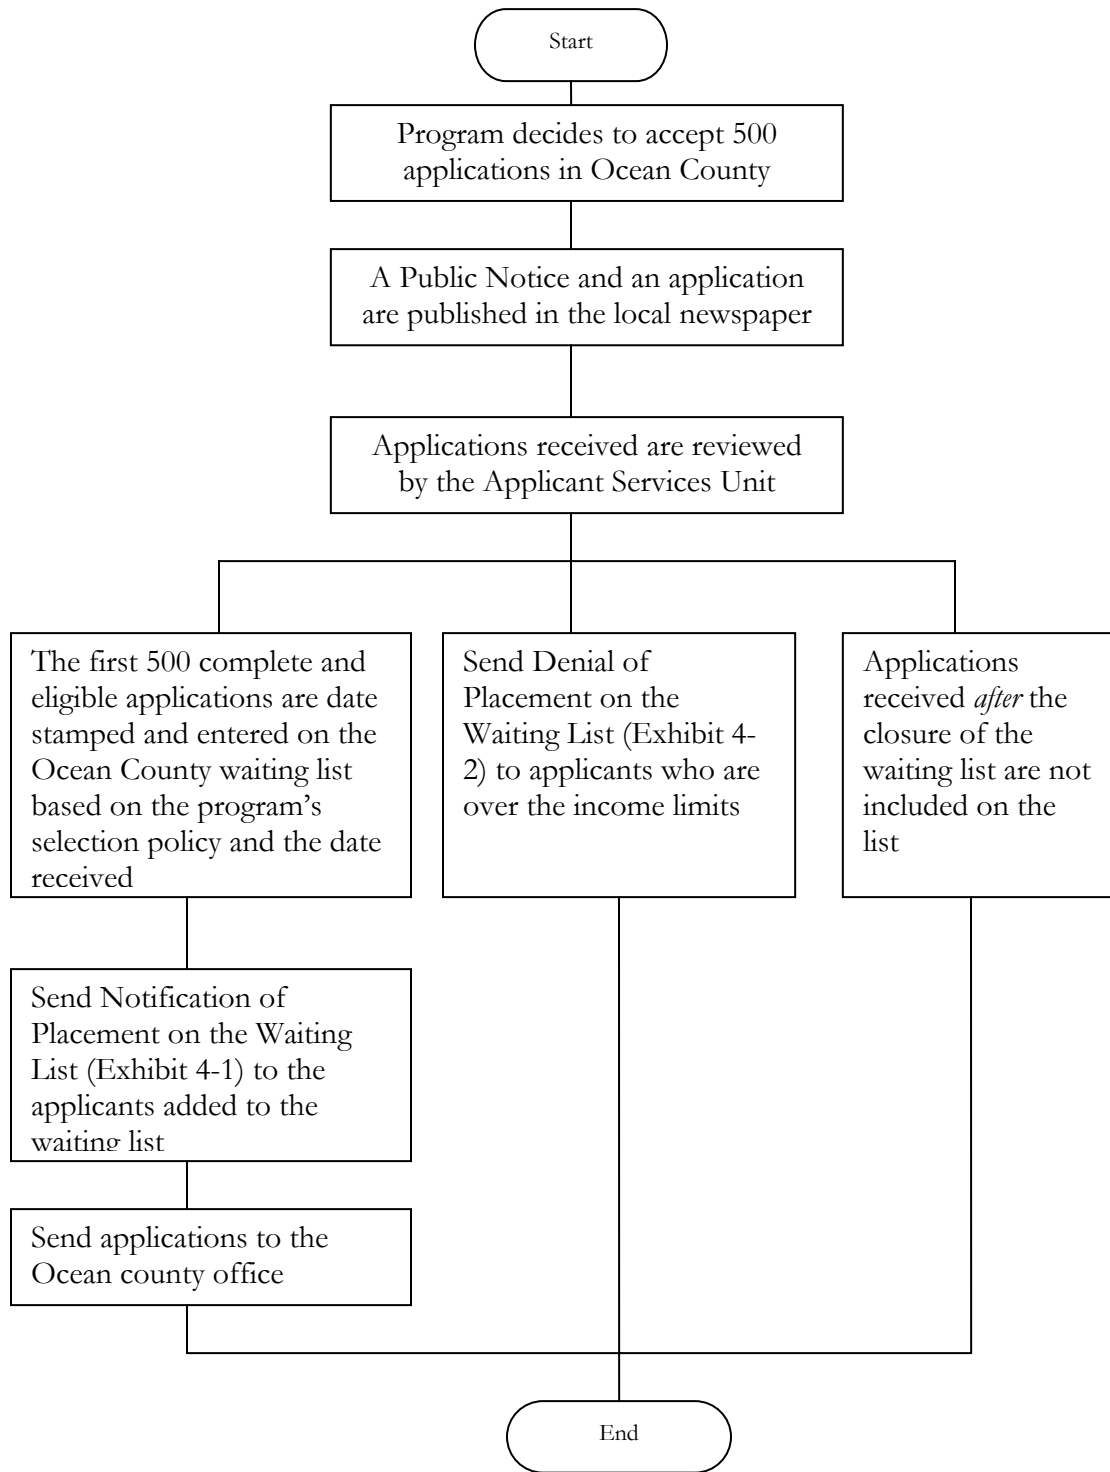 Start
Program decides to accept 500
applications in Ocean County
A Public Notice and an application
are published in the local newspaper
Applications received are reviewed
by the Applicant Services Unit
The first 500 complete and
eligible applications are date
stamped and entered on the
Ocean County waiting list
based on the program’s
selection policy and the date
received
Send Denial of
Placement on the
Waiting List (Exhibit 4-
2) to applicants who are
over the income limits
Applications
received after the
closure of the
waiting list are not
included on the
list
Send Notification of
Placement on the Waiting
List (Exhibit 4-1) to the
applicants added to the
waiting list
Send applications to the
Ocean county office
End